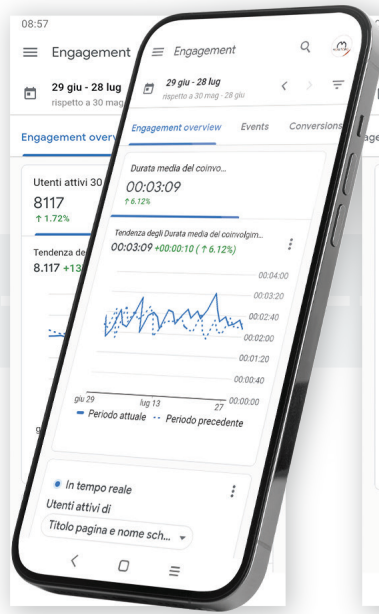 08:57
Engagement
29 giu - 28 lug
rispetto a 30 mag
Engagement over
Utenti attivi 30
8117
↑ 1.72%
Tendenza de
8.117 +13
Engagement
29 giu - 28 lug
rispetto a 30 mag - 28 giu
Engagement overview Events Conversions
Durata media del coinvo...
00:03:09
↑ 6.12%
Tendenza degli Durata media del coinvolgim...
00:03:09 +00:00:10 (↑ 6.12%)
00:04:00
00:03:20
00:02:40
00:02:00
00:01:20
00:00:40
00:00:00
giu 29 lug 13 27
Periodo attuale Periodo precedente
In tempo reale
Utenti attivi di
Titolo pagina e nome sch...